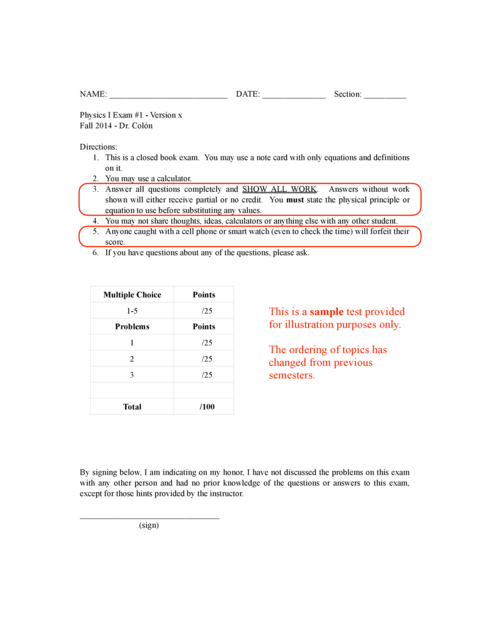 NAME: ____________________________ DATE: _______________ Section: __________
Physics I Exam #1 - Version x
Fall 2014 - Dr. Colón
Directions:
1. This is a closed book exam. You may use a note card with only equations and definitions
on it.
2. You may use a calculator.
3. Answer all questions completely and SHOW ALL WORK. Answers without work
shown will either receive partial or no credit. You must state the physical principle or
equation to use before substituting any values.
4. You may not share thoughts, ideas, calculators or anything else with any other student.
5. Anyone caught with a cell phone or smart watch (even to check the time) will forfeit their
score.
6. If you have questions about any of the questions, please ask.
Multiple Choice Points
1-5 /25
Problems Points
1 /25
2 /25
3 /25
Total /100
This is a sample test provided
for illustration purposes only.
The ordering of topics has
changed from previous
semesters.
By signing below, I am indicating on my honor, I have not discussed the problems on this exam
with any other person and had no prior knowledge of the questions or answers to this exam,
except for those hints provided by the instructor.
_________________________________
(sign)